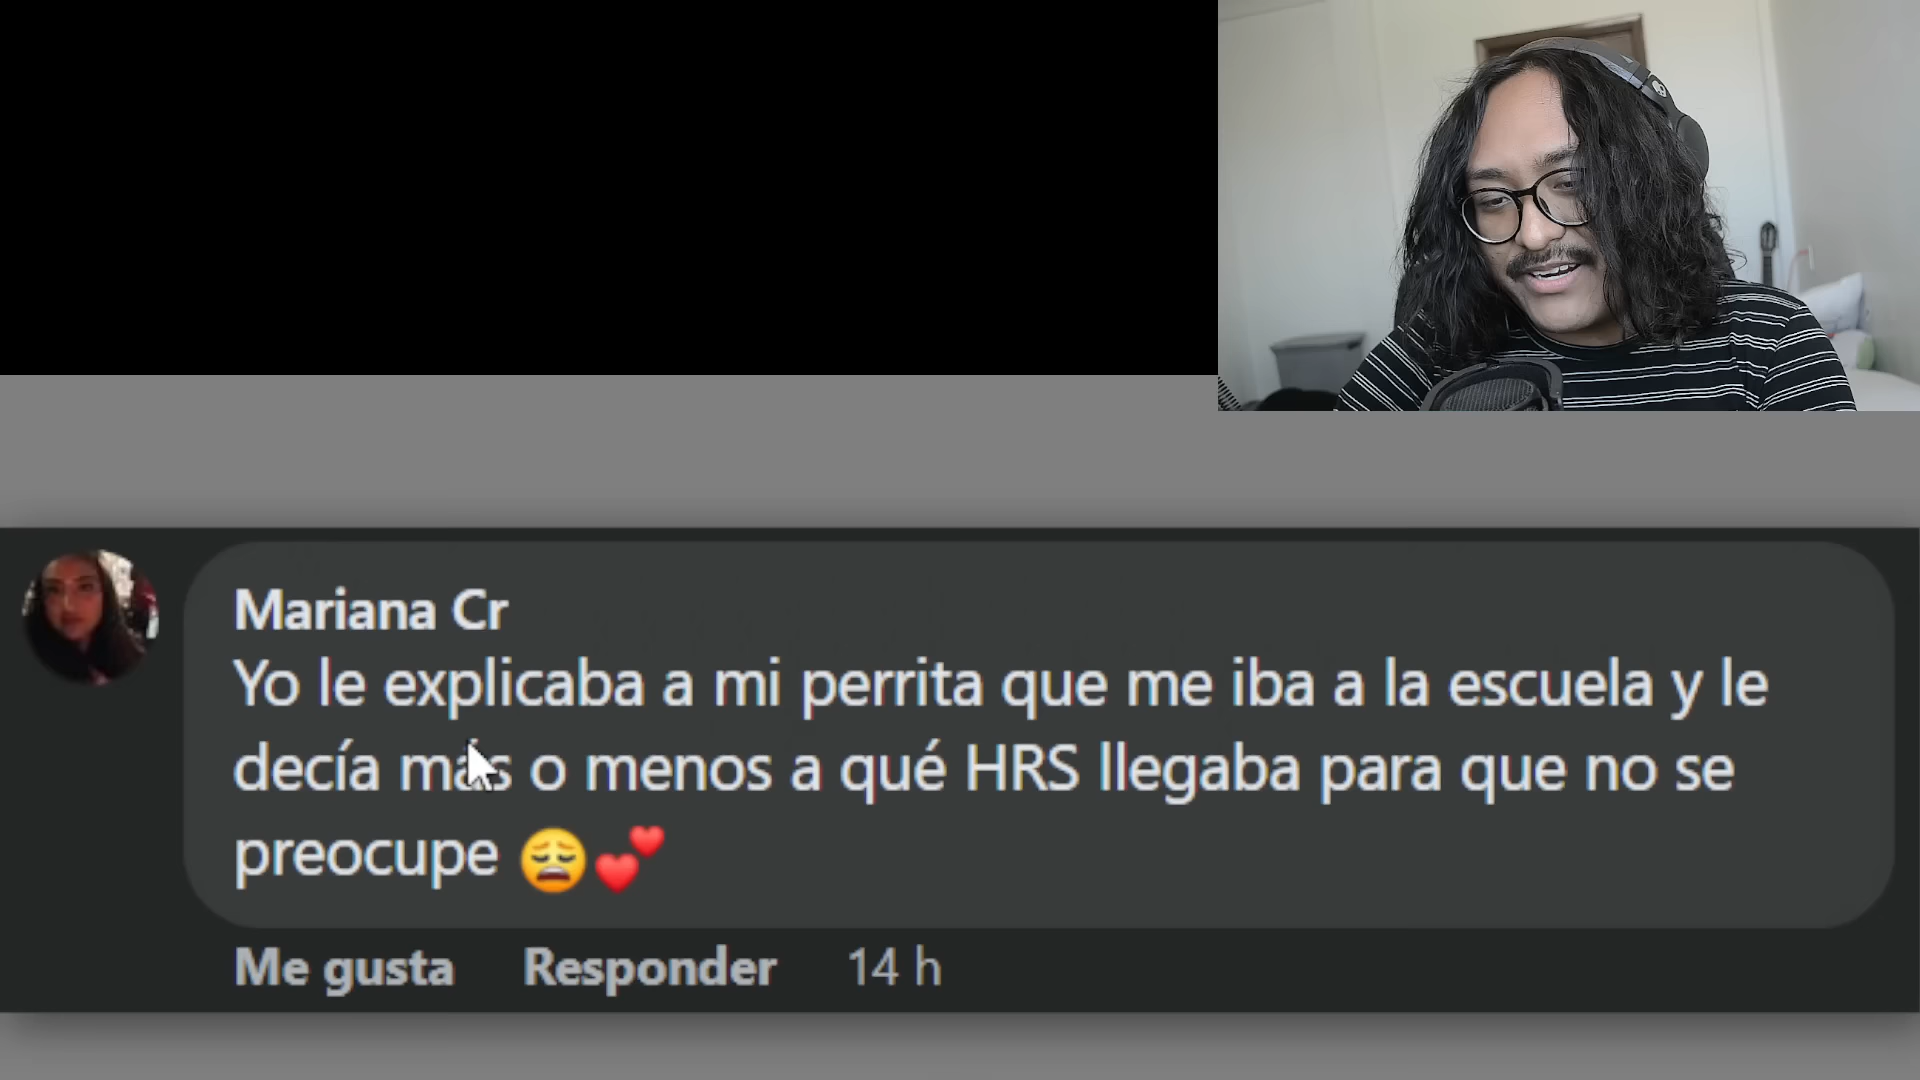 Mariana Cr
Yo le explicaba a mi perrita que me iba a la escuela y le
decía más o menos a qué HRS llegaba para que no se
preocupe 😩💕
Me gusta Responder 14 h